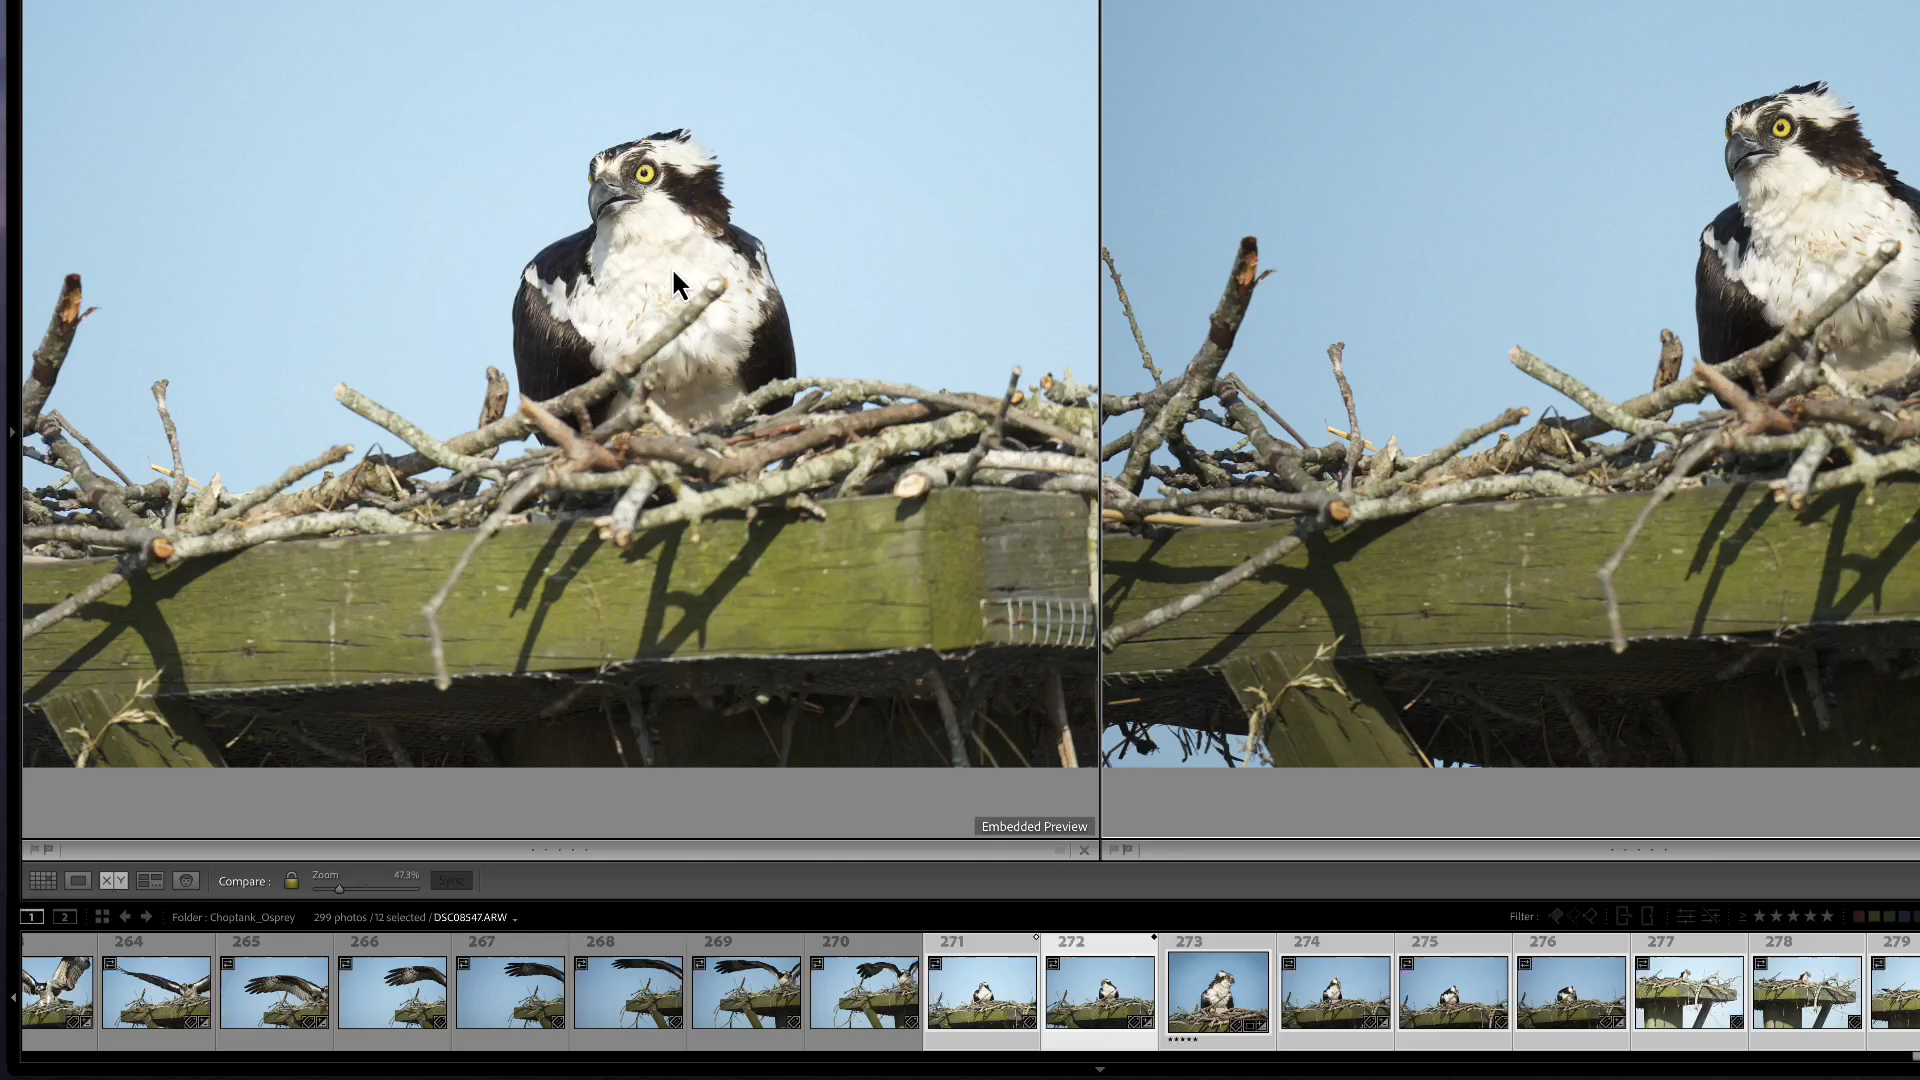 Embedded Preview
XY Compare : Zoom 47.3% Sync
1 2 Folder : Choptank_Osprey 299 photos / 12 selected / DSC08547.ARW Filter : ≥ ★★★★★
264 265 266 267 268 269 270 271 272 273 274 275 276 277 278 279
★★★★★